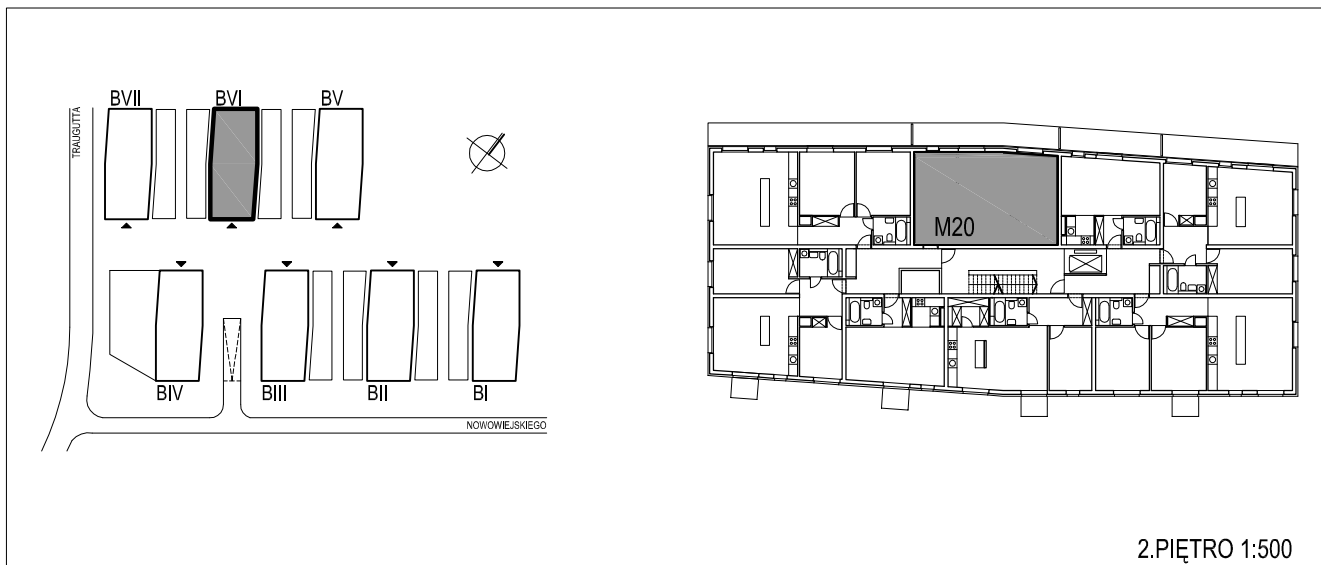 BVII
BVI
BV
TRAUGUTTA
M20
BIV
BIII
BII
BI
NOWOWIEJSKIEGO
2.PIĘTRO 1:500